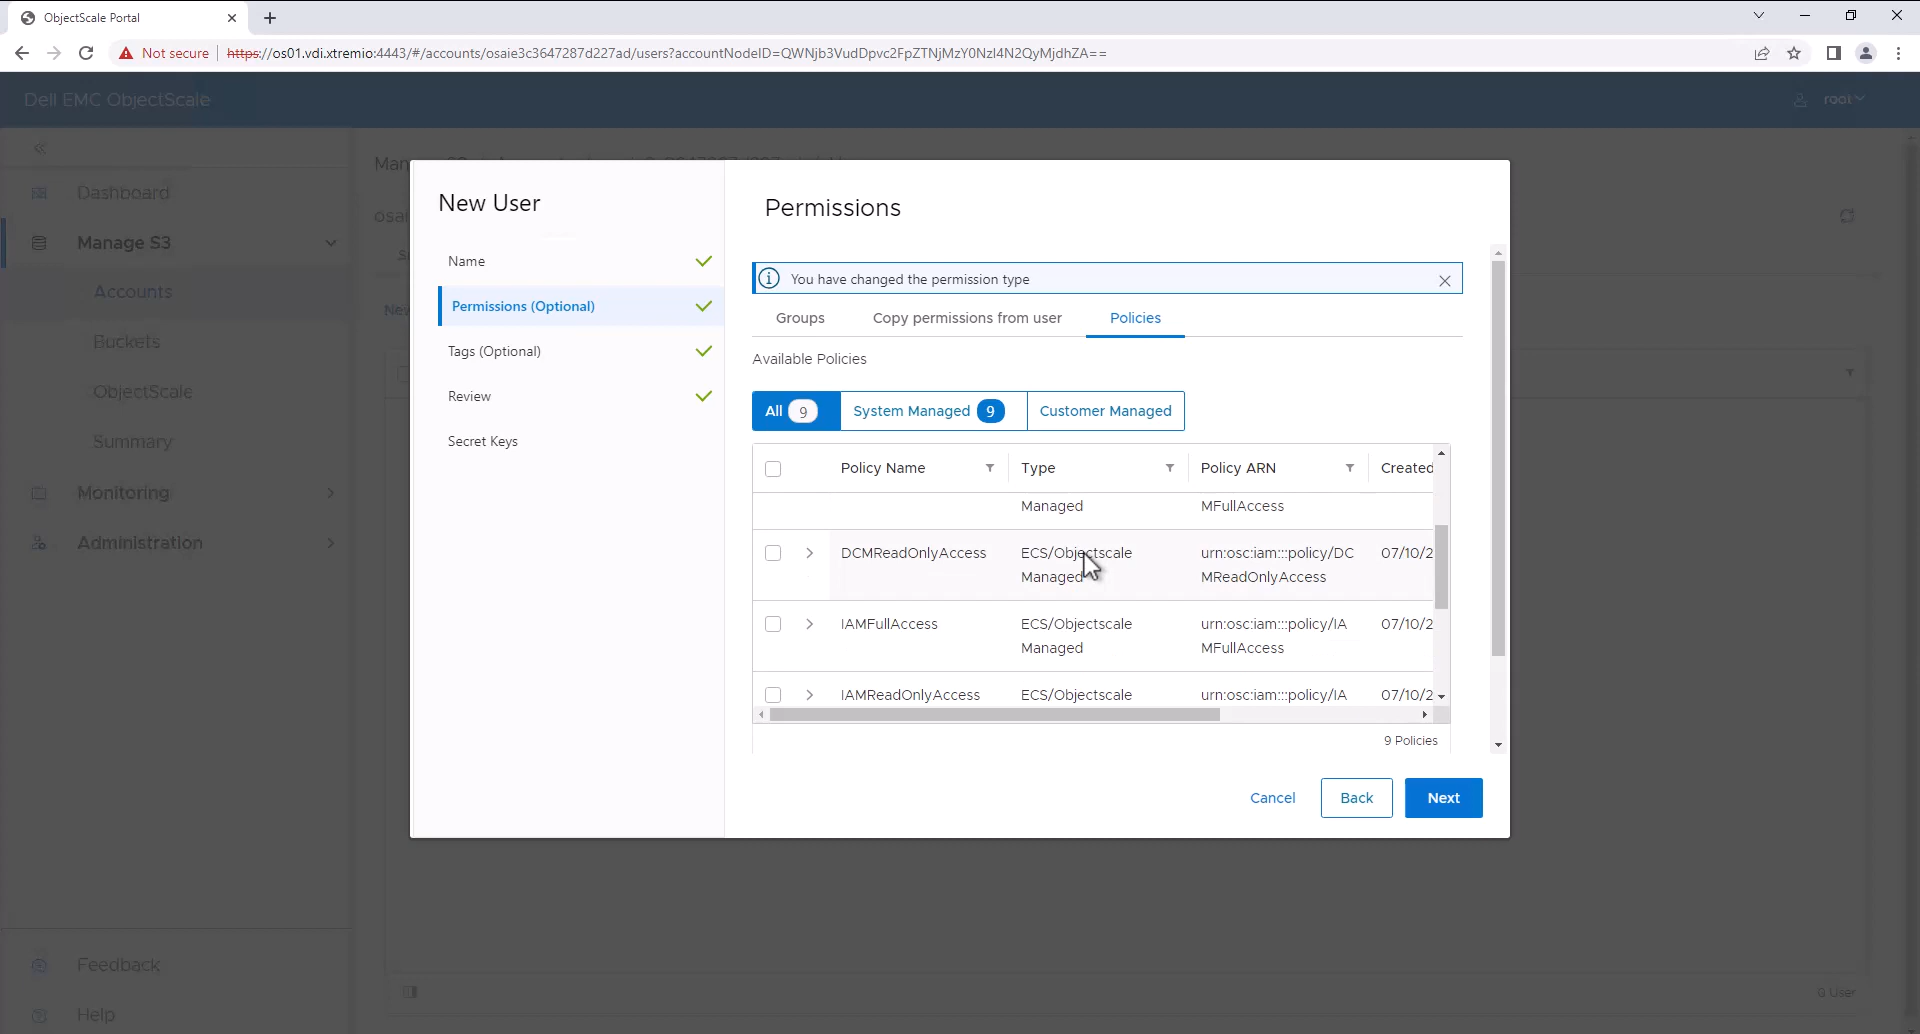 ObjectScale Portal
Not secure
https://os01.vdi.xtremio:4443/#/accounts/osaie3c3647287d227ad/users?accountNodeID=QWNjb3VudDpvc2FpZTNjMzY0NzI4N2QyMjdhZA==
Dell EMC ObjectScale
root
Dashboard
Manage S3
Accounts
Buckets
ObjectScale
Summary
Monitoring
Administration
Feedback
Help
New User
Name
Permissions (Optional)
Tags (Optional)
Review
Secret Keys
Permissions
You have changed the permission type
Groups
Copy permissions from user
Policies
Available Policies
All 9
System Managed 9
Customer Managed
Policy Name
Type
Policy ARN
Created
Managed
MFullAccess
DCMReadOnlyAccess
ECS/Objectscale
Managed
urn:osc:iam:::policy/DC
MReadOnlyAccess
07/10/2
IAMFullAccess
ECS/Objectscale
Managed
urn:osc:iam:::policy/IA
MFullAccess
07/10/2
IAMReadOnlyAccess
ECS/Objectscale
urn:osc:iam:::policy/IA
07/10/2
9 Policies
Cancel
Back
Next
0 User